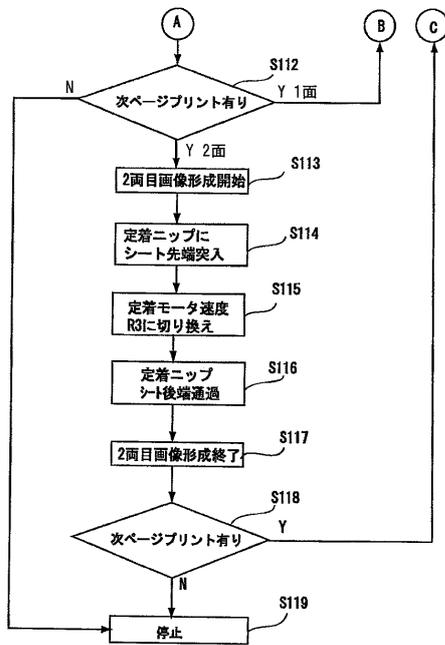 A
B
C
S112
N
次ページプリント有り
Y 1面
Y 2面
S113
2両目画像形成開始
S114
定着ニップに
シート先端突入
S115
定着モータ速度
R3に切り換え
S116
定着ニップ
シート後端通過
S117
2両目画像形成終了
S118
次ページプリント有り
Y
N
S119
停止